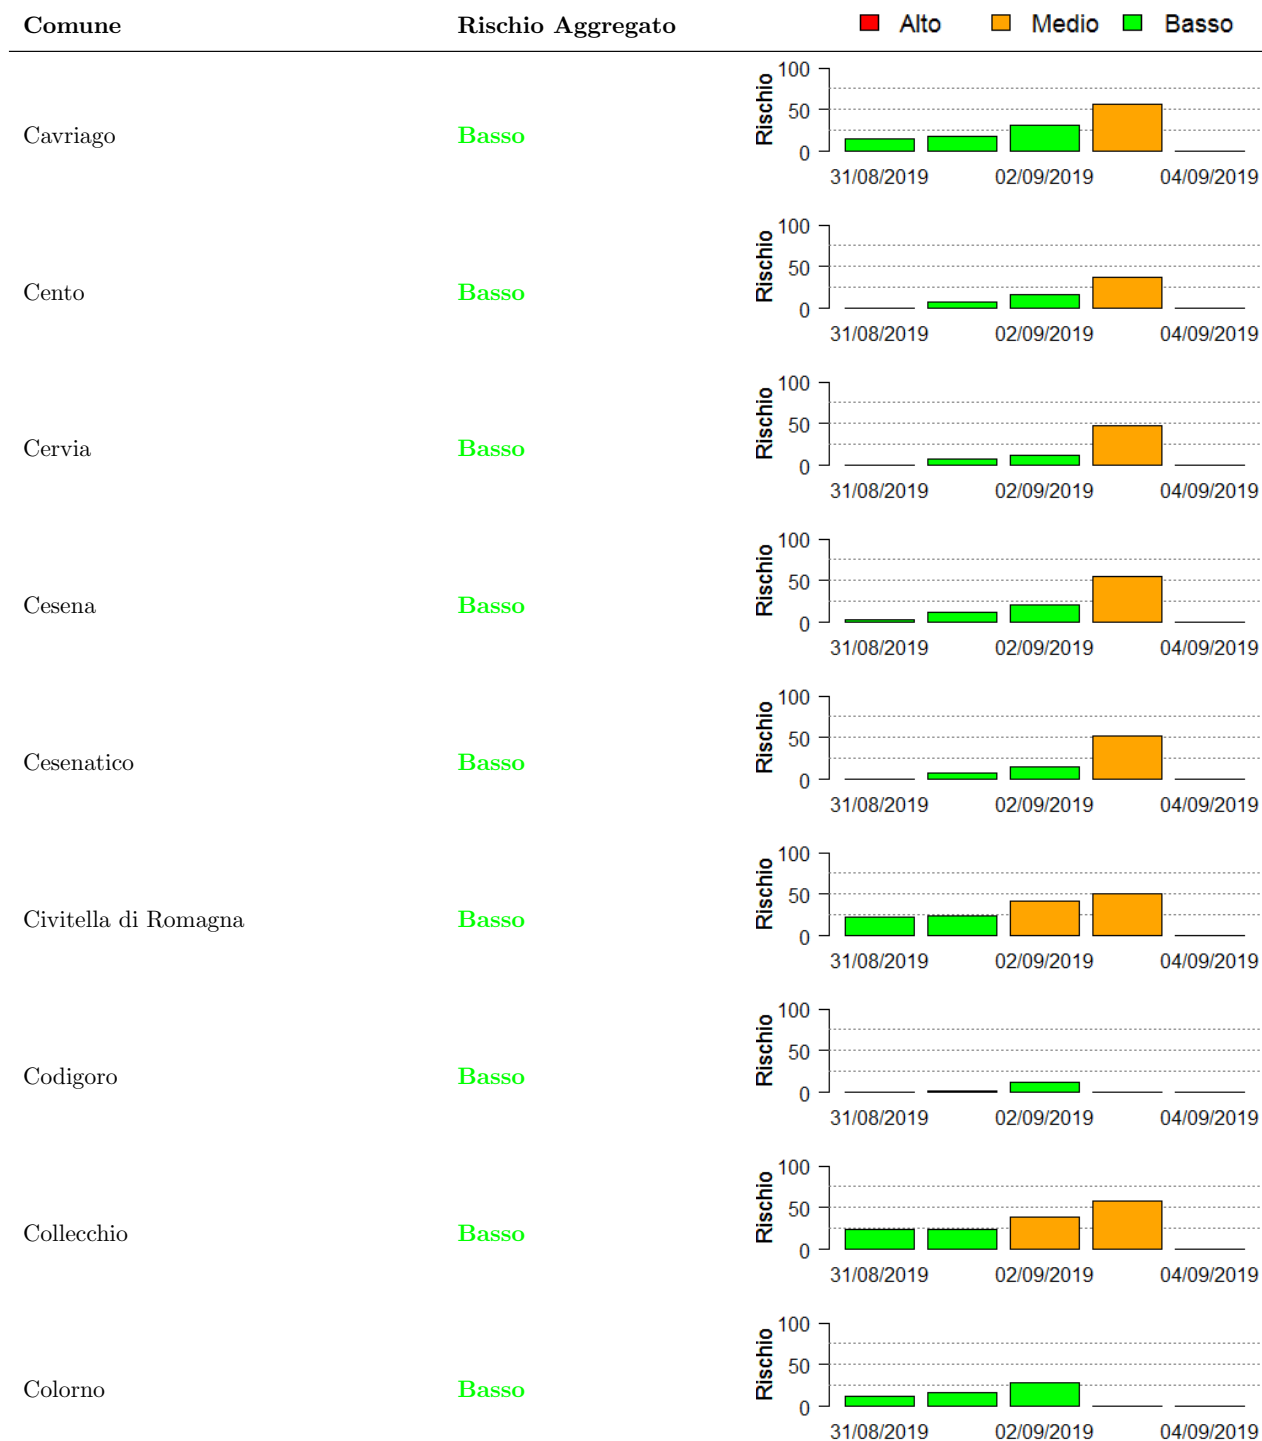 Comune Rischio Aggregato Alto Medio Basso
Cavriago Basso Rischio 100 50 0
31/08/2019 02/09/2019 04/09/2019
Cento Basso Rischio 100 50 0
31/08/2019 02/09/2019 04/09/2019
Cervia Basso Rischio 100 50 0
31/08/2019 02/09/2019 04/09/2019
Cesena Basso Rischio 100 50 0
31/08/2019 02/09/2019 04/09/2019
Cesenatico Basso Rischio 100 50 0
31/08/2019 02/09/2019 04/09/2019
Civitella di Romagna Basso Rischio 100 50 0
31/08/2019 02/09/2019 04/09/2019
Codigoro Basso Rischio 100 50 0
31/08/2019 02/09/2019 04/09/2019
Collecchio Basso Rischio 100 50 0
31/08/2019 02/09/2019 04/09/2019
Colorno Basso Rischio 100 50 0
31/08/2019 02/09/2019 04/09/2019